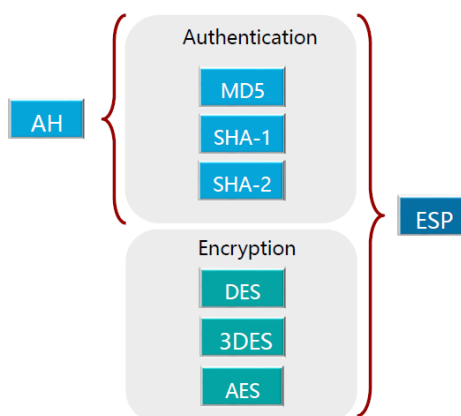 Authentication
MD5
AH
SHA-1
SHA-2
ESP
Encryption
DES
3DES
AES